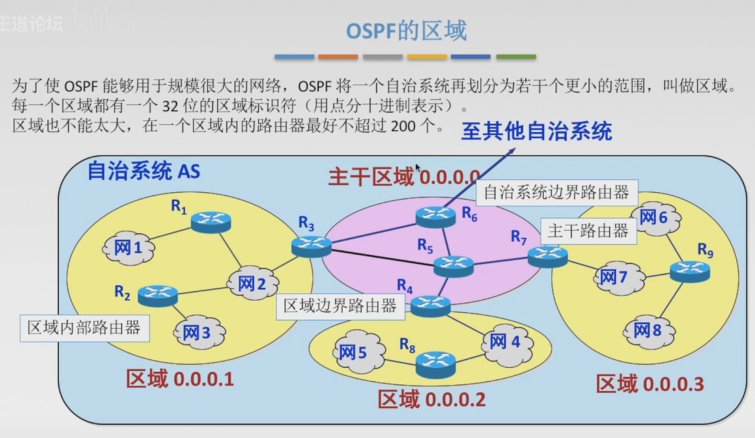 王道论坛
OSPF的区域
为了使 OSPF 能够用于规模很大的网络，OSPF 将一个自治系统再划分为若干个更小的范围，叫做区域。
每一个区域都有一个 32 位的区域标识符（用点分十进制表示）。
区域也不能太大，在一个区域内的路由器最好不超过 200 个。
至其他自治系统
自治系统 AS
主干区域 0.0.0.0
自治系统边界路由器
R1
R3
R6
网6
主干路由器
网1
R5
R7
R9
网2
R4
网7
R2
区域边界路由器
区域内部路由器
网3
网5
R8
网4
网8
区域 0.0.0.1
区域 0.0.0.2
区域 0.0.0.3